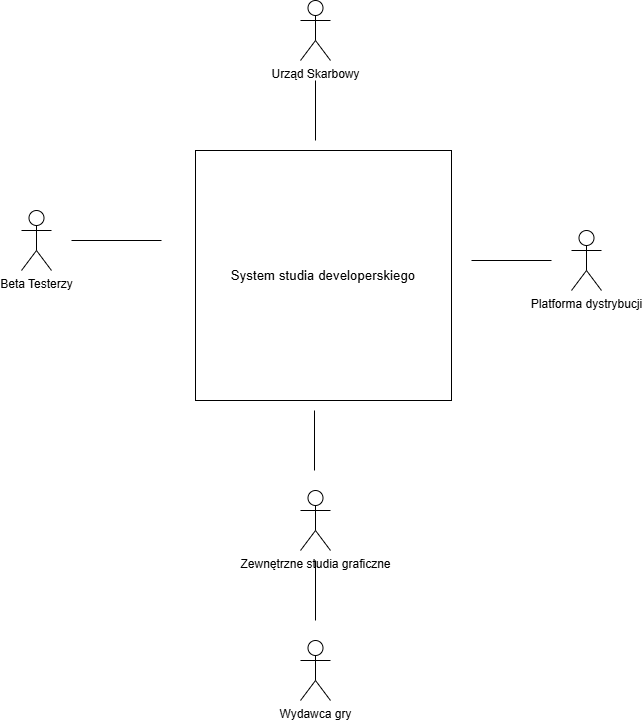 Urząd Skarbowy
Beta Testerzy
System studia developerskiego
Platforma dystrybucji
Zewnętrzne studia graficzne
Wydawca gry